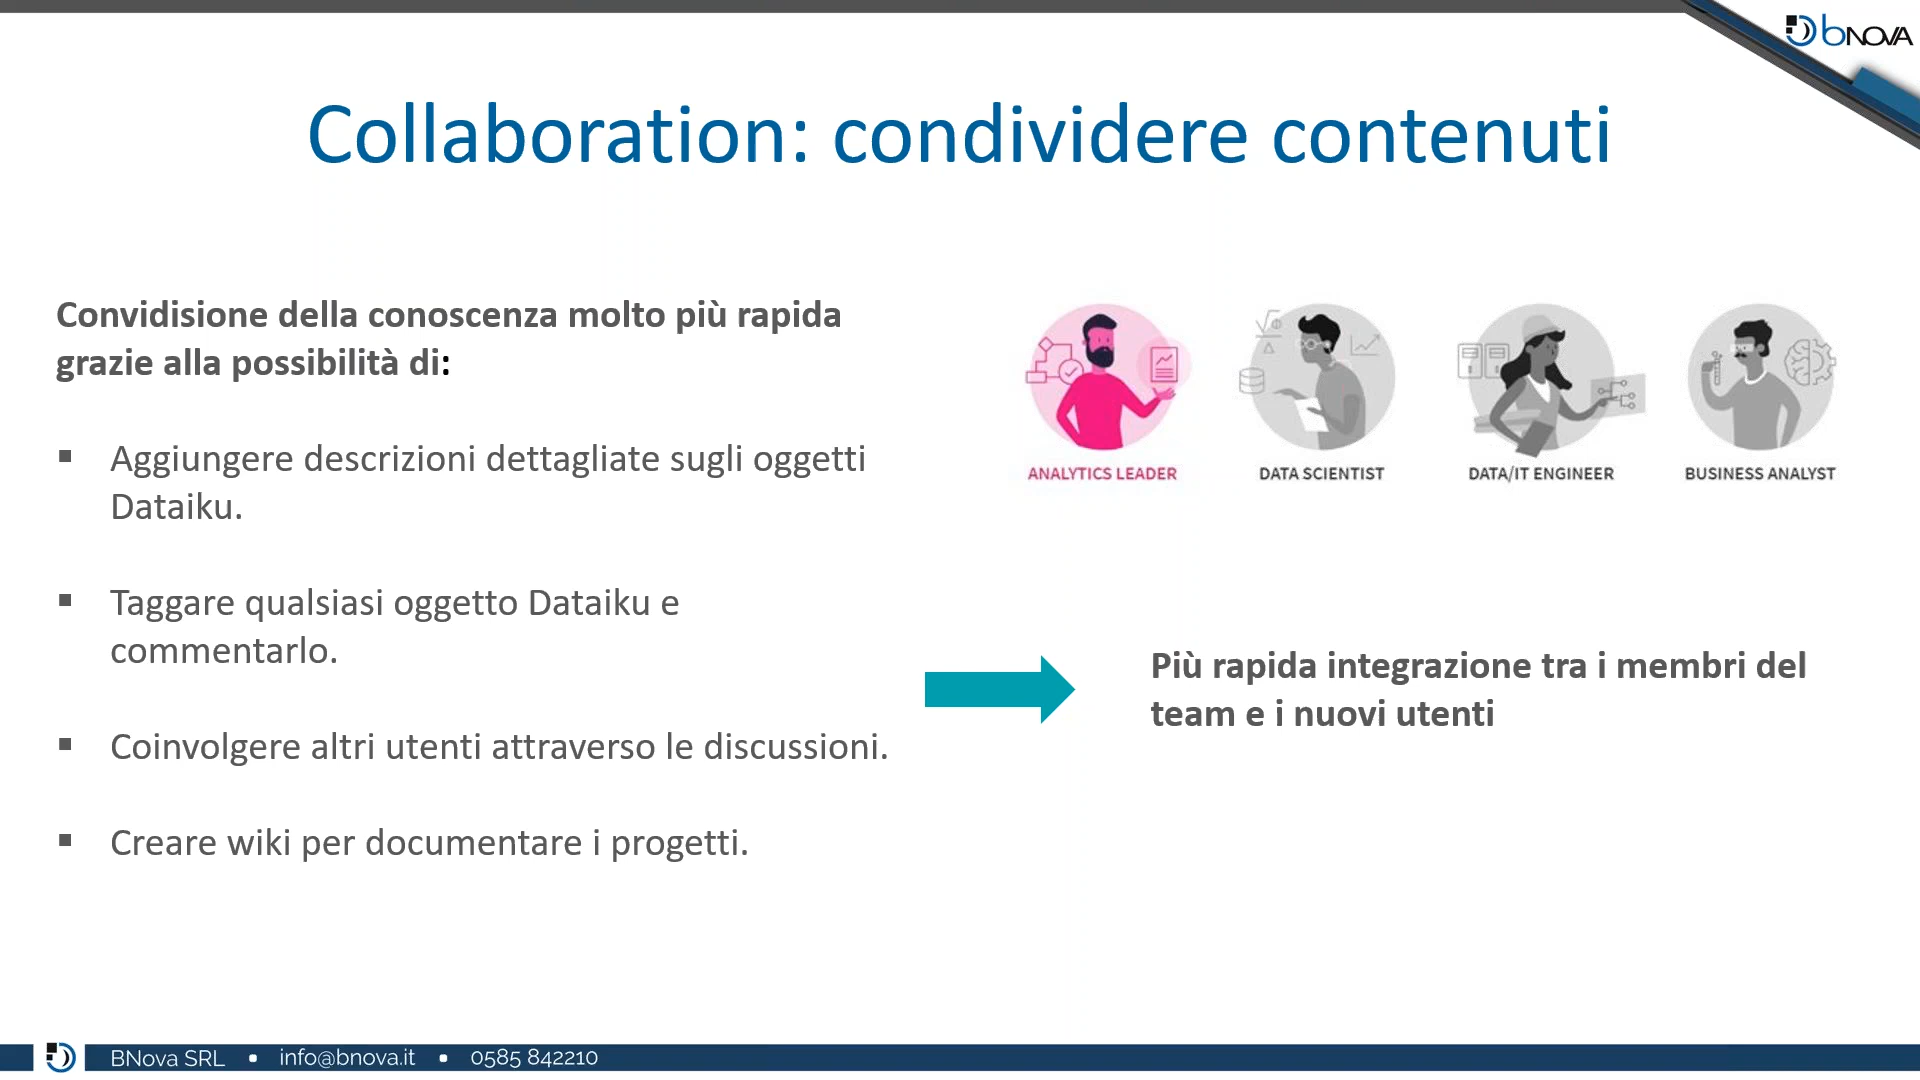 bNOVA
Collaboration: condividere contenuti
Convidisione della conoscenza molto più rapida
grazie alla possibilità di:
▪ Aggiungere descrizioni dettagliate sugli oggetti
Dataiku.
▪ Taggare qualsiasi oggetto Dataiku e
commentarlo.
▪ Coinvolgere altri utenti attraverso le discussioni.
▪ Creare wiki per documentare i progetti.
ANALYTICS LEADER
DATA SCIENTIST
DATA/IT ENGINEER
BUSINESS ANALYST
Più rapida integrazione tra i membri del
team e i nuovi utenti
BNova SRL • info@bnova.it • 0585 842210